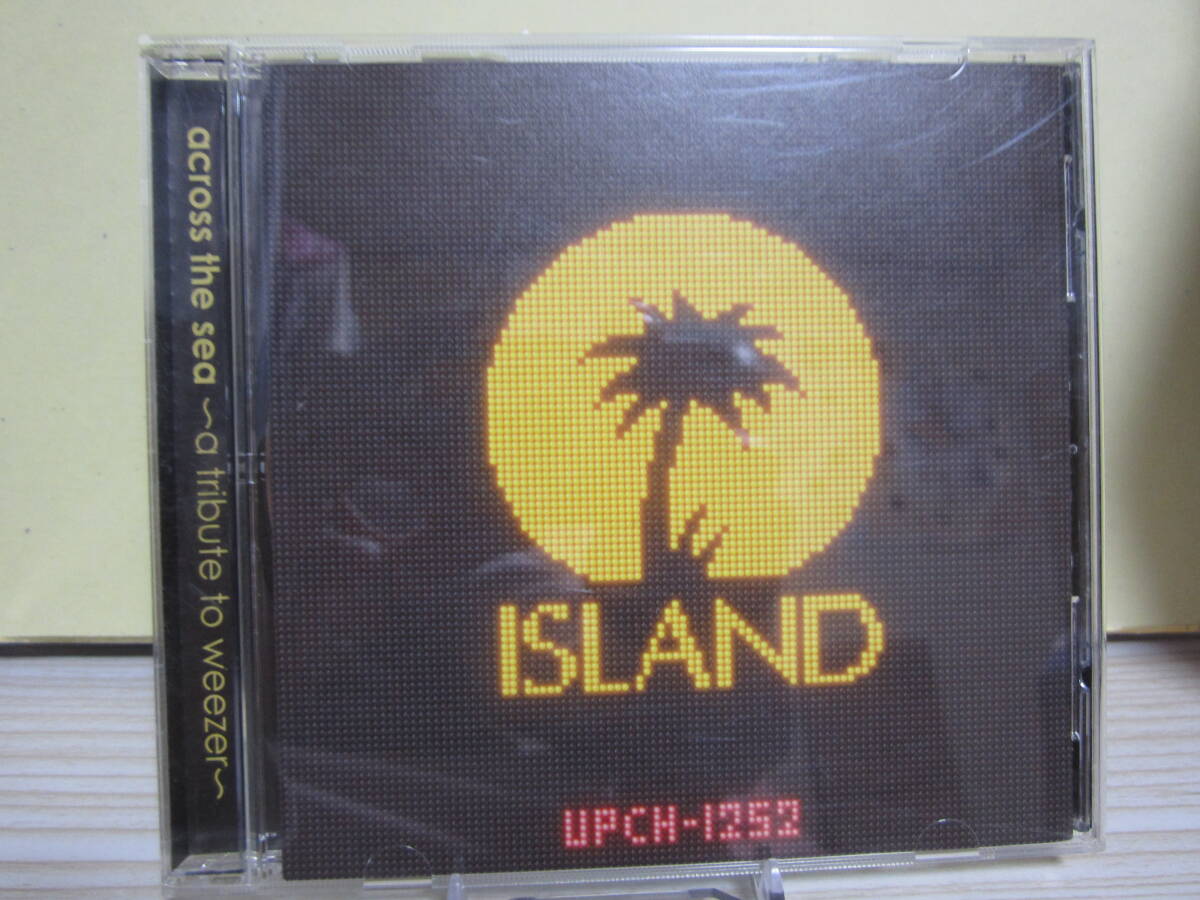 across the sea ~a tribute to weezer~
ISLAND
UPCH-1252